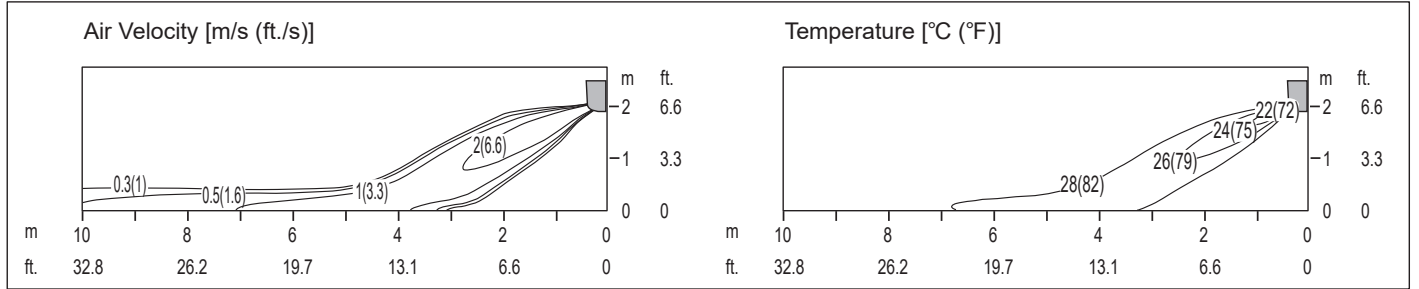 Air Velocity [m/s (ft./s)]
m ft.
2 6.6
2(6.6)
1 3.3
0.3(1)
0.5(1.6)
1(3.3)
0 0
m 10 8 6 4 2 0
ft. 32.8 26.2 19.7 13.1 6.6 0
Temperature [°C (°F)]
m ft.
22(72)
2 6.6
24(75)
26(79)
1 3.3
28(82)
0 0
m 10 8 6 4 2 0
ft. 32.8 26.2 19.7 13.1 6.6 0